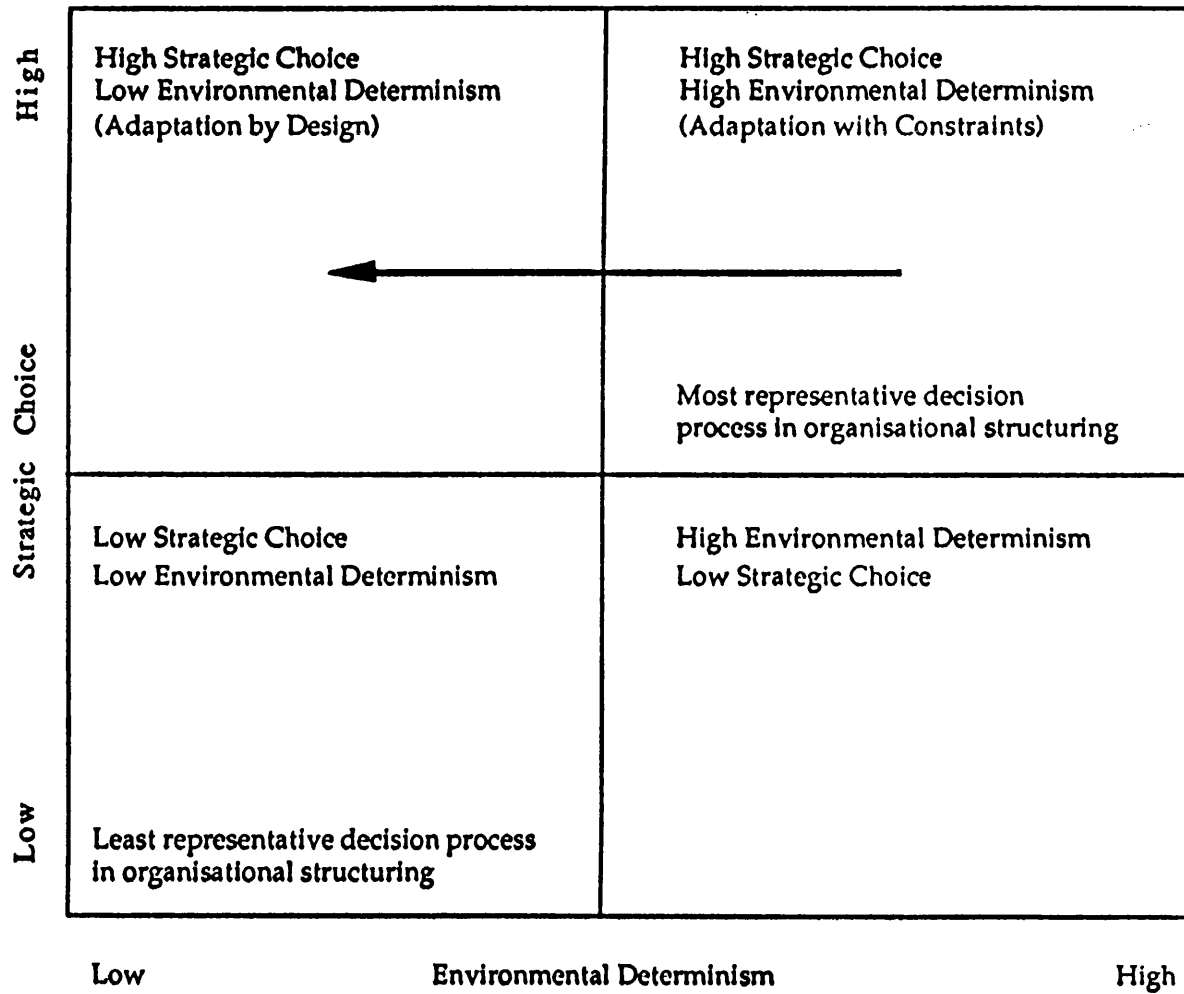 High
Strategic Choice
Low
High Strategic Choice
Low Environmental Determinism
(Adaptation by Design)
High Strategic Choice
High Environmental Determinism
(Adaptation with Constraints)
Most representative decision
process in organisational structuring
Low Strategic Choice
Low Environmental Determinism
High Environmental Determinism
Low Strategic Choice
Least representative decision process
in organisational structuring
Low
Environmental Determinism
High